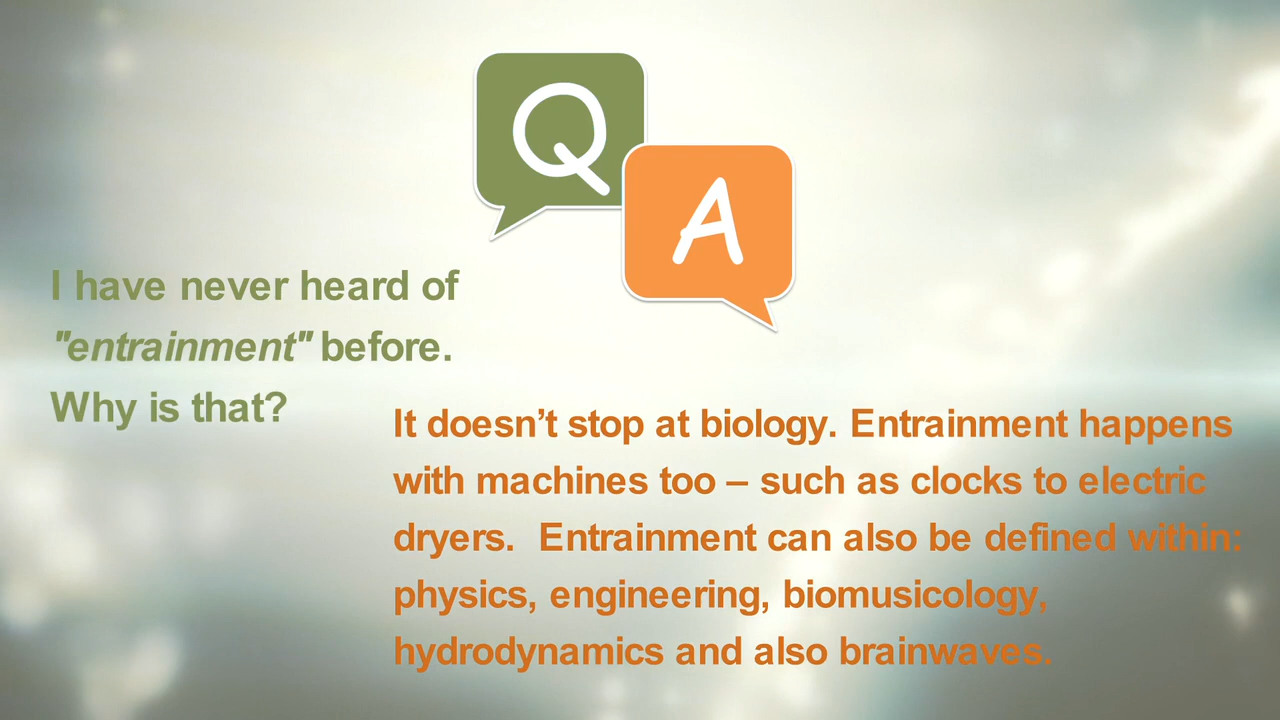 Q
A
I have never heard of
"entrainment" before.
Why is that?
It doesn’t stop at biology. Entrainment happens
with machines too – such as clocks to electric
dryers.  Entrainment can also be defined within:
physics, engineering, biomusicology,
hydrodynamics and also brainwaves.